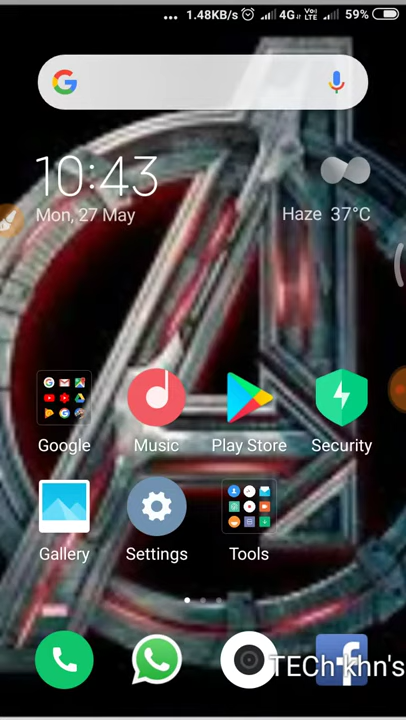 ... 1.48KB/s 4G Vo) LTE 59%
10:43
Mon, 27 May
Haze 37°C
Google Music Play Store Security
Gallery Settings Tools
TECh khn's